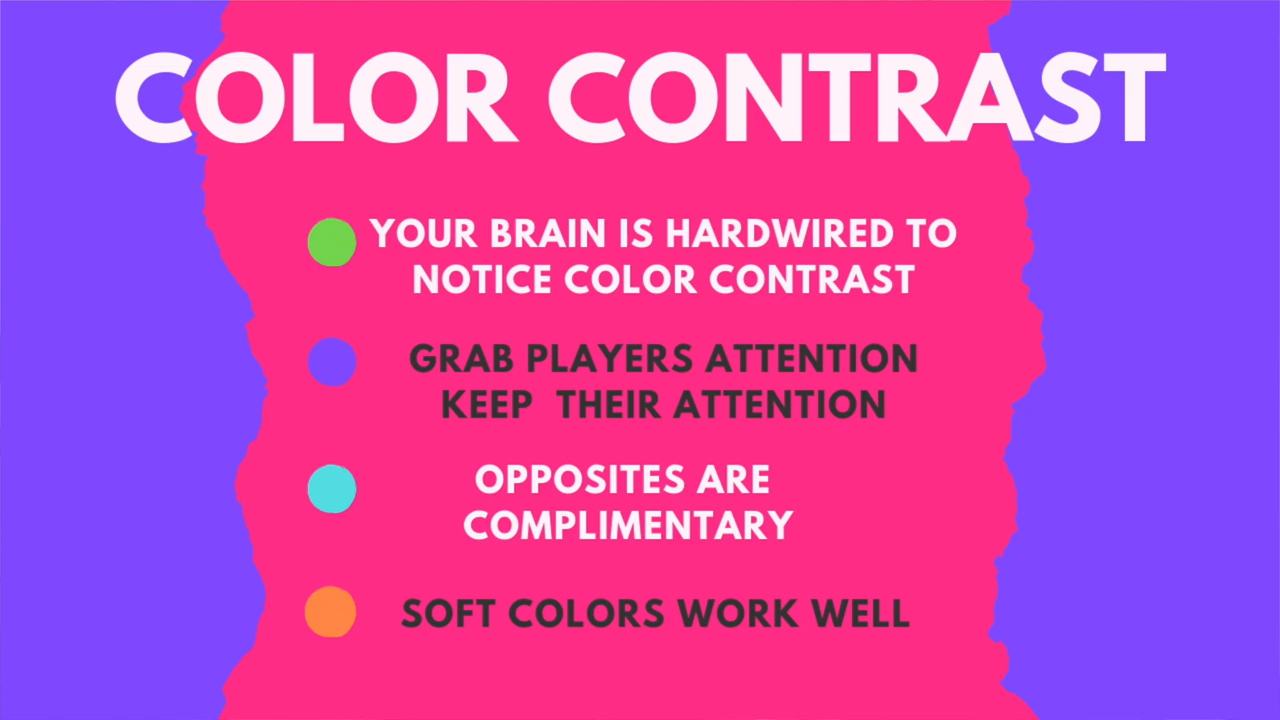 COLOR CONTRAST
YOUR BRAIN IS HARDWIRED TO
NOTICE COLOR CONTRAST
GRAB PLAYERS ATTENTION
KEEP  THEIR ATTENTION
OPPOSITES ARE
COMPLIMENTARY
SOFT COLORS WORK WELL